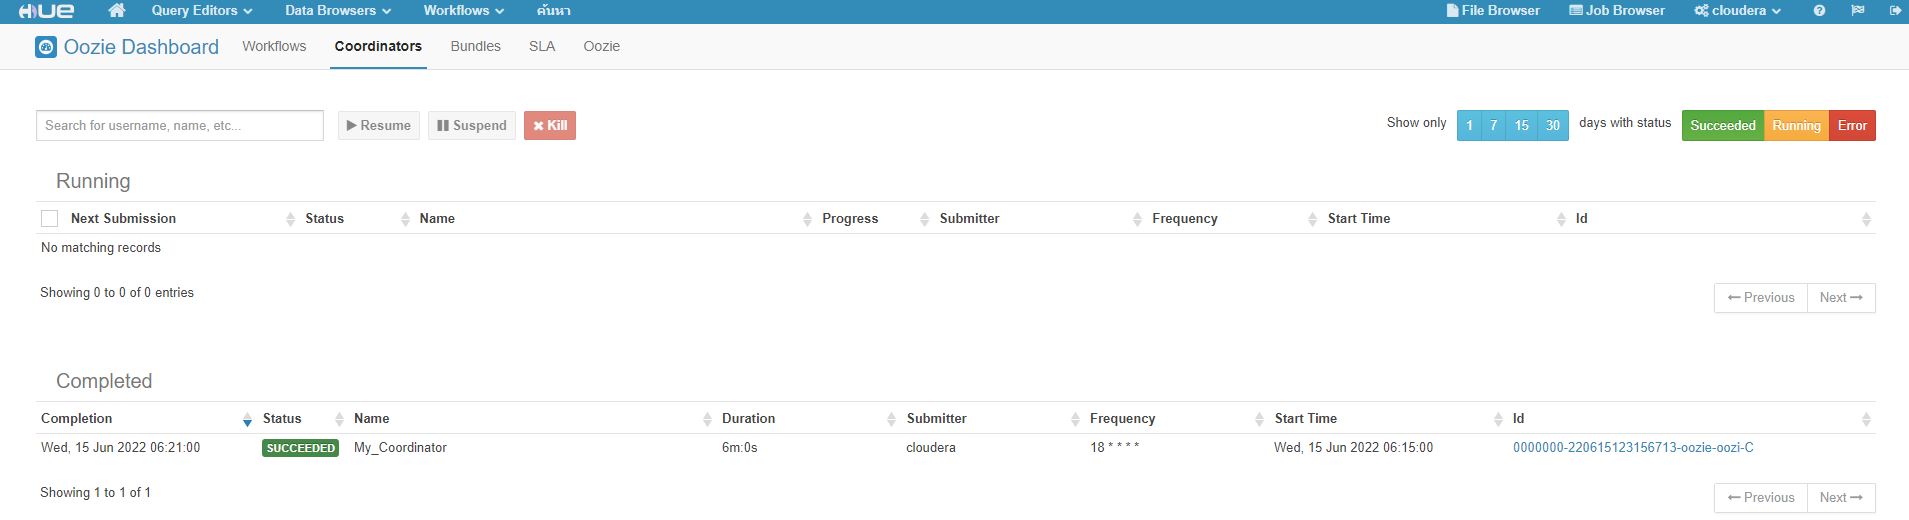 HUE Query Editors Data Browsers Workflows ค้นหา File Browser Job Browser cloudera
Oozie Dashboard Workflows Coordinators Bundles SLA Oozie
Search for username, name, etc... Resume Suspend Kill Show only 1 7 15 30 days with status Succeeded Running Error
Running
Next Submission Status Name Progress Submitter Frequency Start Time Id
No matching records
Showing 0 to 0 of 0 entries
Previous Next
Completed
Completion Status Name Duration Submitter Frequency Start Time Id
Wed, 15 Jun 2022 06:21:00 SUCCEEDED My_Coordinator 6m:0s cloudera 18 * * * * Wed, 15 Jun 2022 06:15:00 0000000-220615123156713-oozie-oozi-C
Showing 1 to 1 of 1
Previous Next